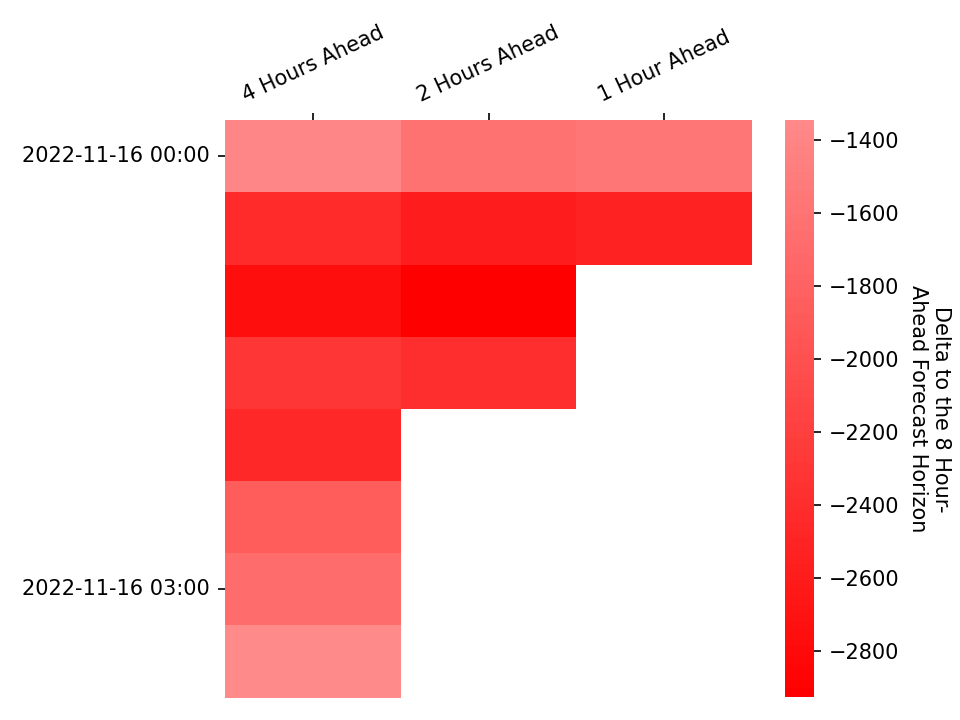 4 Hours Ahead
2 Hours Ahead
1 Hour Ahead
2022-11-16 00:00
2022-11-16 03:00
−1400
−1600
−1800
−2000
−2200
−2400
−2600
−2800
Delta to the 8 Hour-
Ahead Forecast Horizon